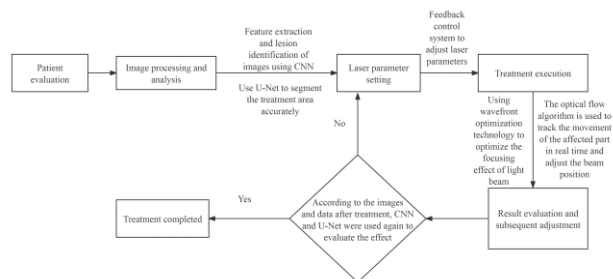 Patient
evaluation
Image processing and
analysis
Feature extraction
and lesion
identification of
images using CNN
Use U-Net to segment
the treatment area
accurately
Laser parameter
setting
Feedback
control
system to
adjust laser
parameters
Treatment execution
Using
wavefront
optimization
technology to
optimize the
focusing
effect of light
beam
The optical flow
algorithm is used to
track the movement
of the affected part
in real time and
adjust the beam
position
Result evaluation and
subsequent adjustment
According to the images
and data after treatment, CNN
and U-Net were used again to
evaluate the effect
No
Yes
Treatment completed